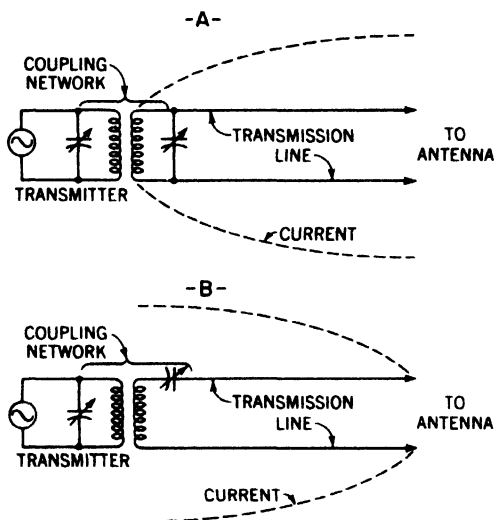 -A-
COUPLING
NETWORK
TRANSMISSION
LINE
TO
ANTENNA
TRANSMITTER
CURRENT
-B-
COUPLING
NETWORK
TRANSMISSION
LINE
TO
ANTENNA
TRANSMITTER
CURRENT